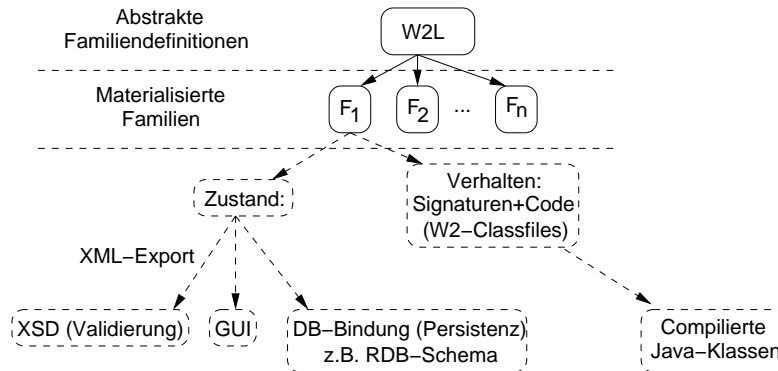 Abstrakte
Familiendefinitionen
W2L
Materialisierte
Familien
F1
F2
...
Fn
Zustand:
Verhalten:
Signaturen+Code
(W2−Classfiles)
XML−Export
XSD (Validierung)
GUI
DB−Bindung (Persistenz)
z.B. RDB−Schema
Compilierte
Java−Klassen